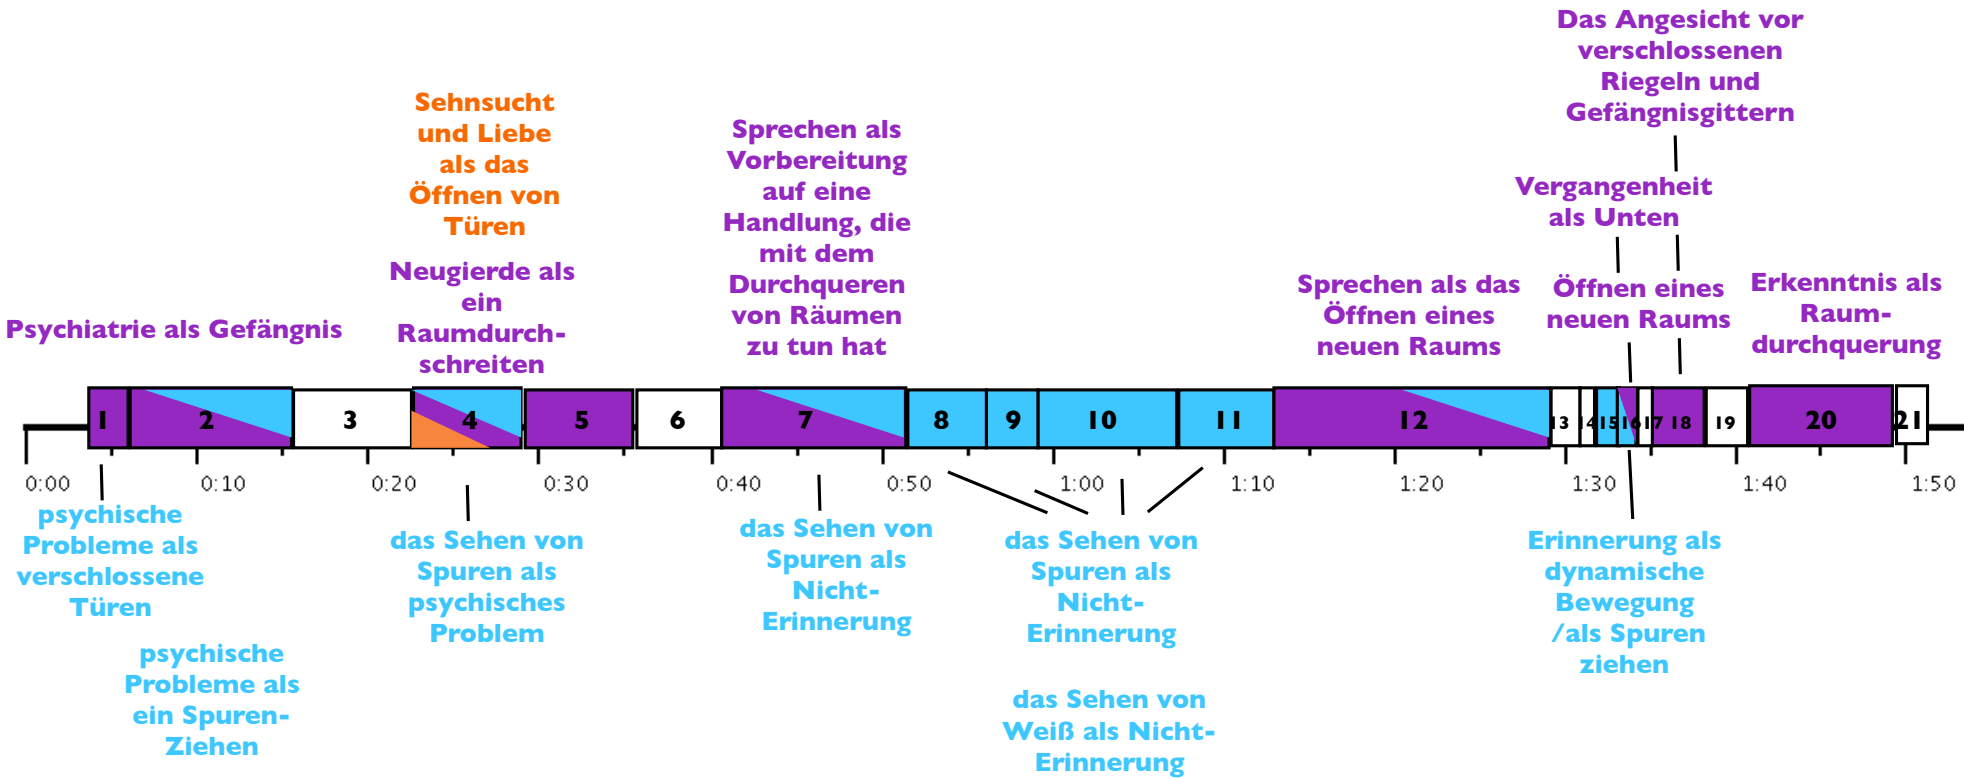 Das Angesicht vor
verschlossenen
Riegeln und
Gefängnisgittern
Sehnsucht
und Liebe
als das
Öffnen von
Türen
Sprechen als
Vorbereitung
auf eine
Handlung, die
mit dem
Durchqueren
von Räumen
zu tun hat
Vergangenheit
als Unten
Neugierde als
ein
Raumdurch-
schreiten
Sprechen als das
Öffnen eines
neuen Raums
Öffnen eines
neuen Raums
Erkenntnis als
Raum-
durchquerung
Psychiatrie als Gefängnis
1 2 3 4 5 6 7 8 9 10 11 12 13 14 15 16 17 18 19 20 21
0:00 0:10 0:20 0:30 0:40 0:50 1:00 1:10 1:20 1:30 1:40 1:50
psychische
Probleme als
verschlossene
Türen
psychische
Probleme als
ein Spuren-
Ziehen
das Sehen von
Spuren als
psychisches
Problem
das Sehen von
Spuren als
Nicht-
Erinnerung
das Sehen von
Spuren als
Nicht-
Erinnerung
das Sehen von
Weiß als Nicht-
Erinnerung
Erinnerung als
dynamische
Bewegung
/als Spuren
ziehen